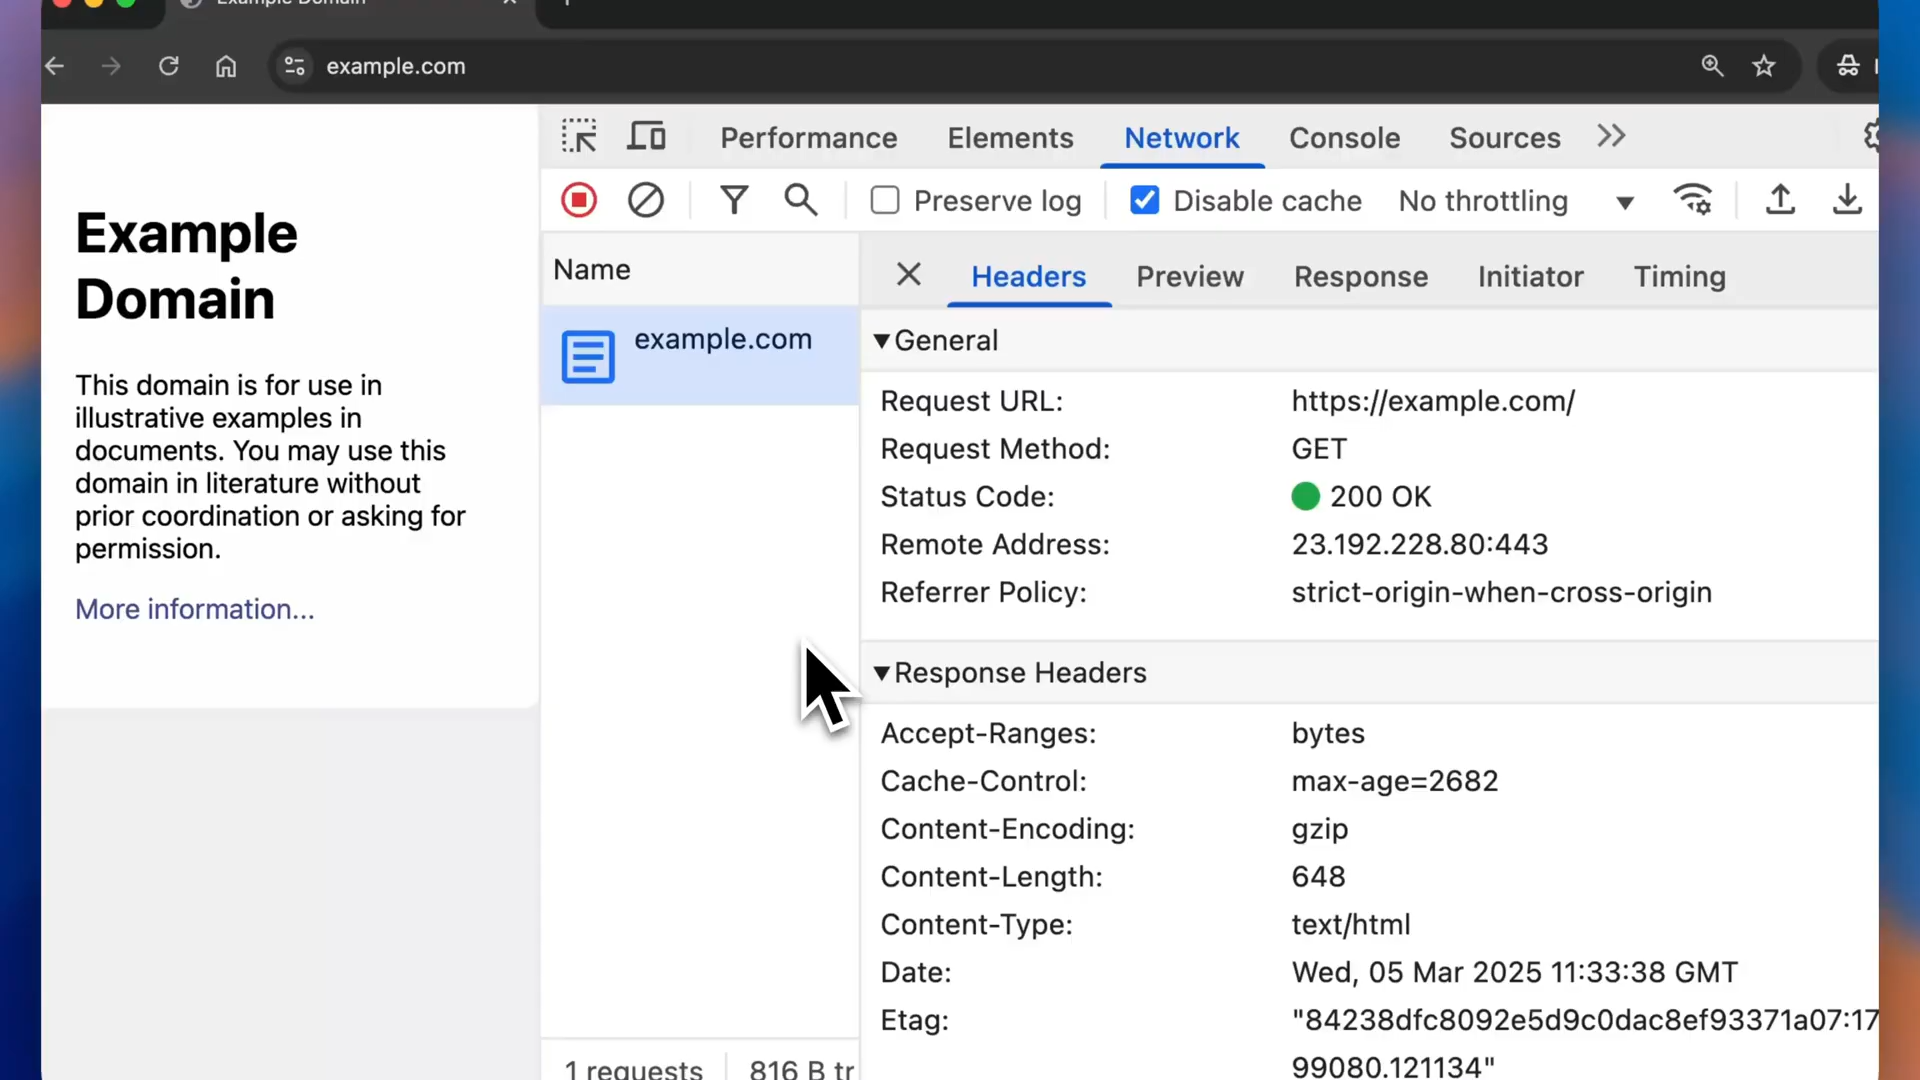 Example Domain
example.com
Performance Elements Network Console Sources
Preserve log Disable cache No throttling
Example
Domain
This domain is for use in
illustrative examples in
documents. You may use this
domain in literature without
prior coordination or asking for
permission.
More information...
Name
example.com
1 requests 816 B tr
Headers Preview Response Initiator Timing
General
Request URL: https://example.com/
Request Method: GET
Status Code: 200 OK
Remote Address: 23.192.228.80:443
Referrer Policy: strict-origin-when-cross-origin
Response Headers
Accept-Ranges: bytes
Cache-Control: max-age=2682
Content-Encoding: gzip
Content-Length: 648
Content-Type: text/html
Date: Wed, 05 Mar 2025 11:33:38 GMT
Etag: "84238dfc8092e5d9c0dac8ef93371a07:17
99080.121134"